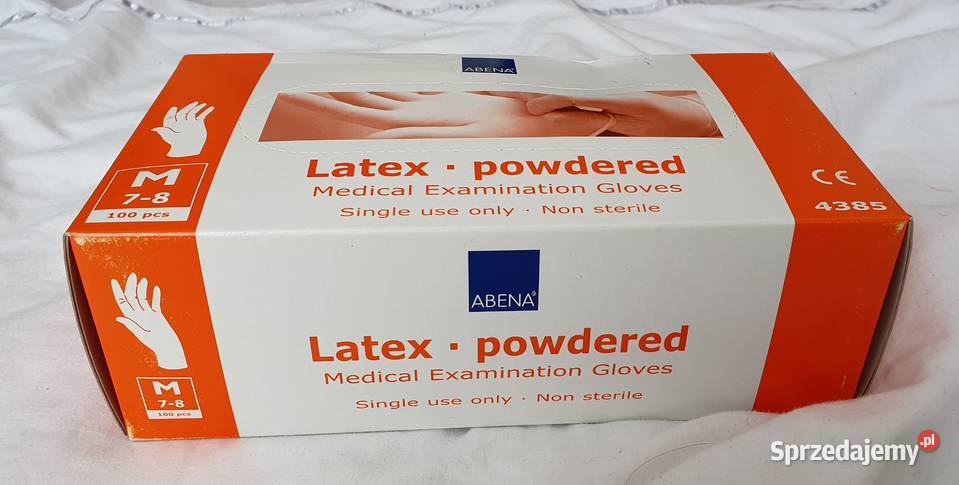 ABENA
Latex · powdered
Medical Examination Gloves
Single use only · Non sterile
M
7-8
100 pcs
CE
4385
ABENA®
Latex · powdered
Medical Examination Gloves
Single use only · Non sterile
M
7-8
100 pcs
Sprzedajemy.pl